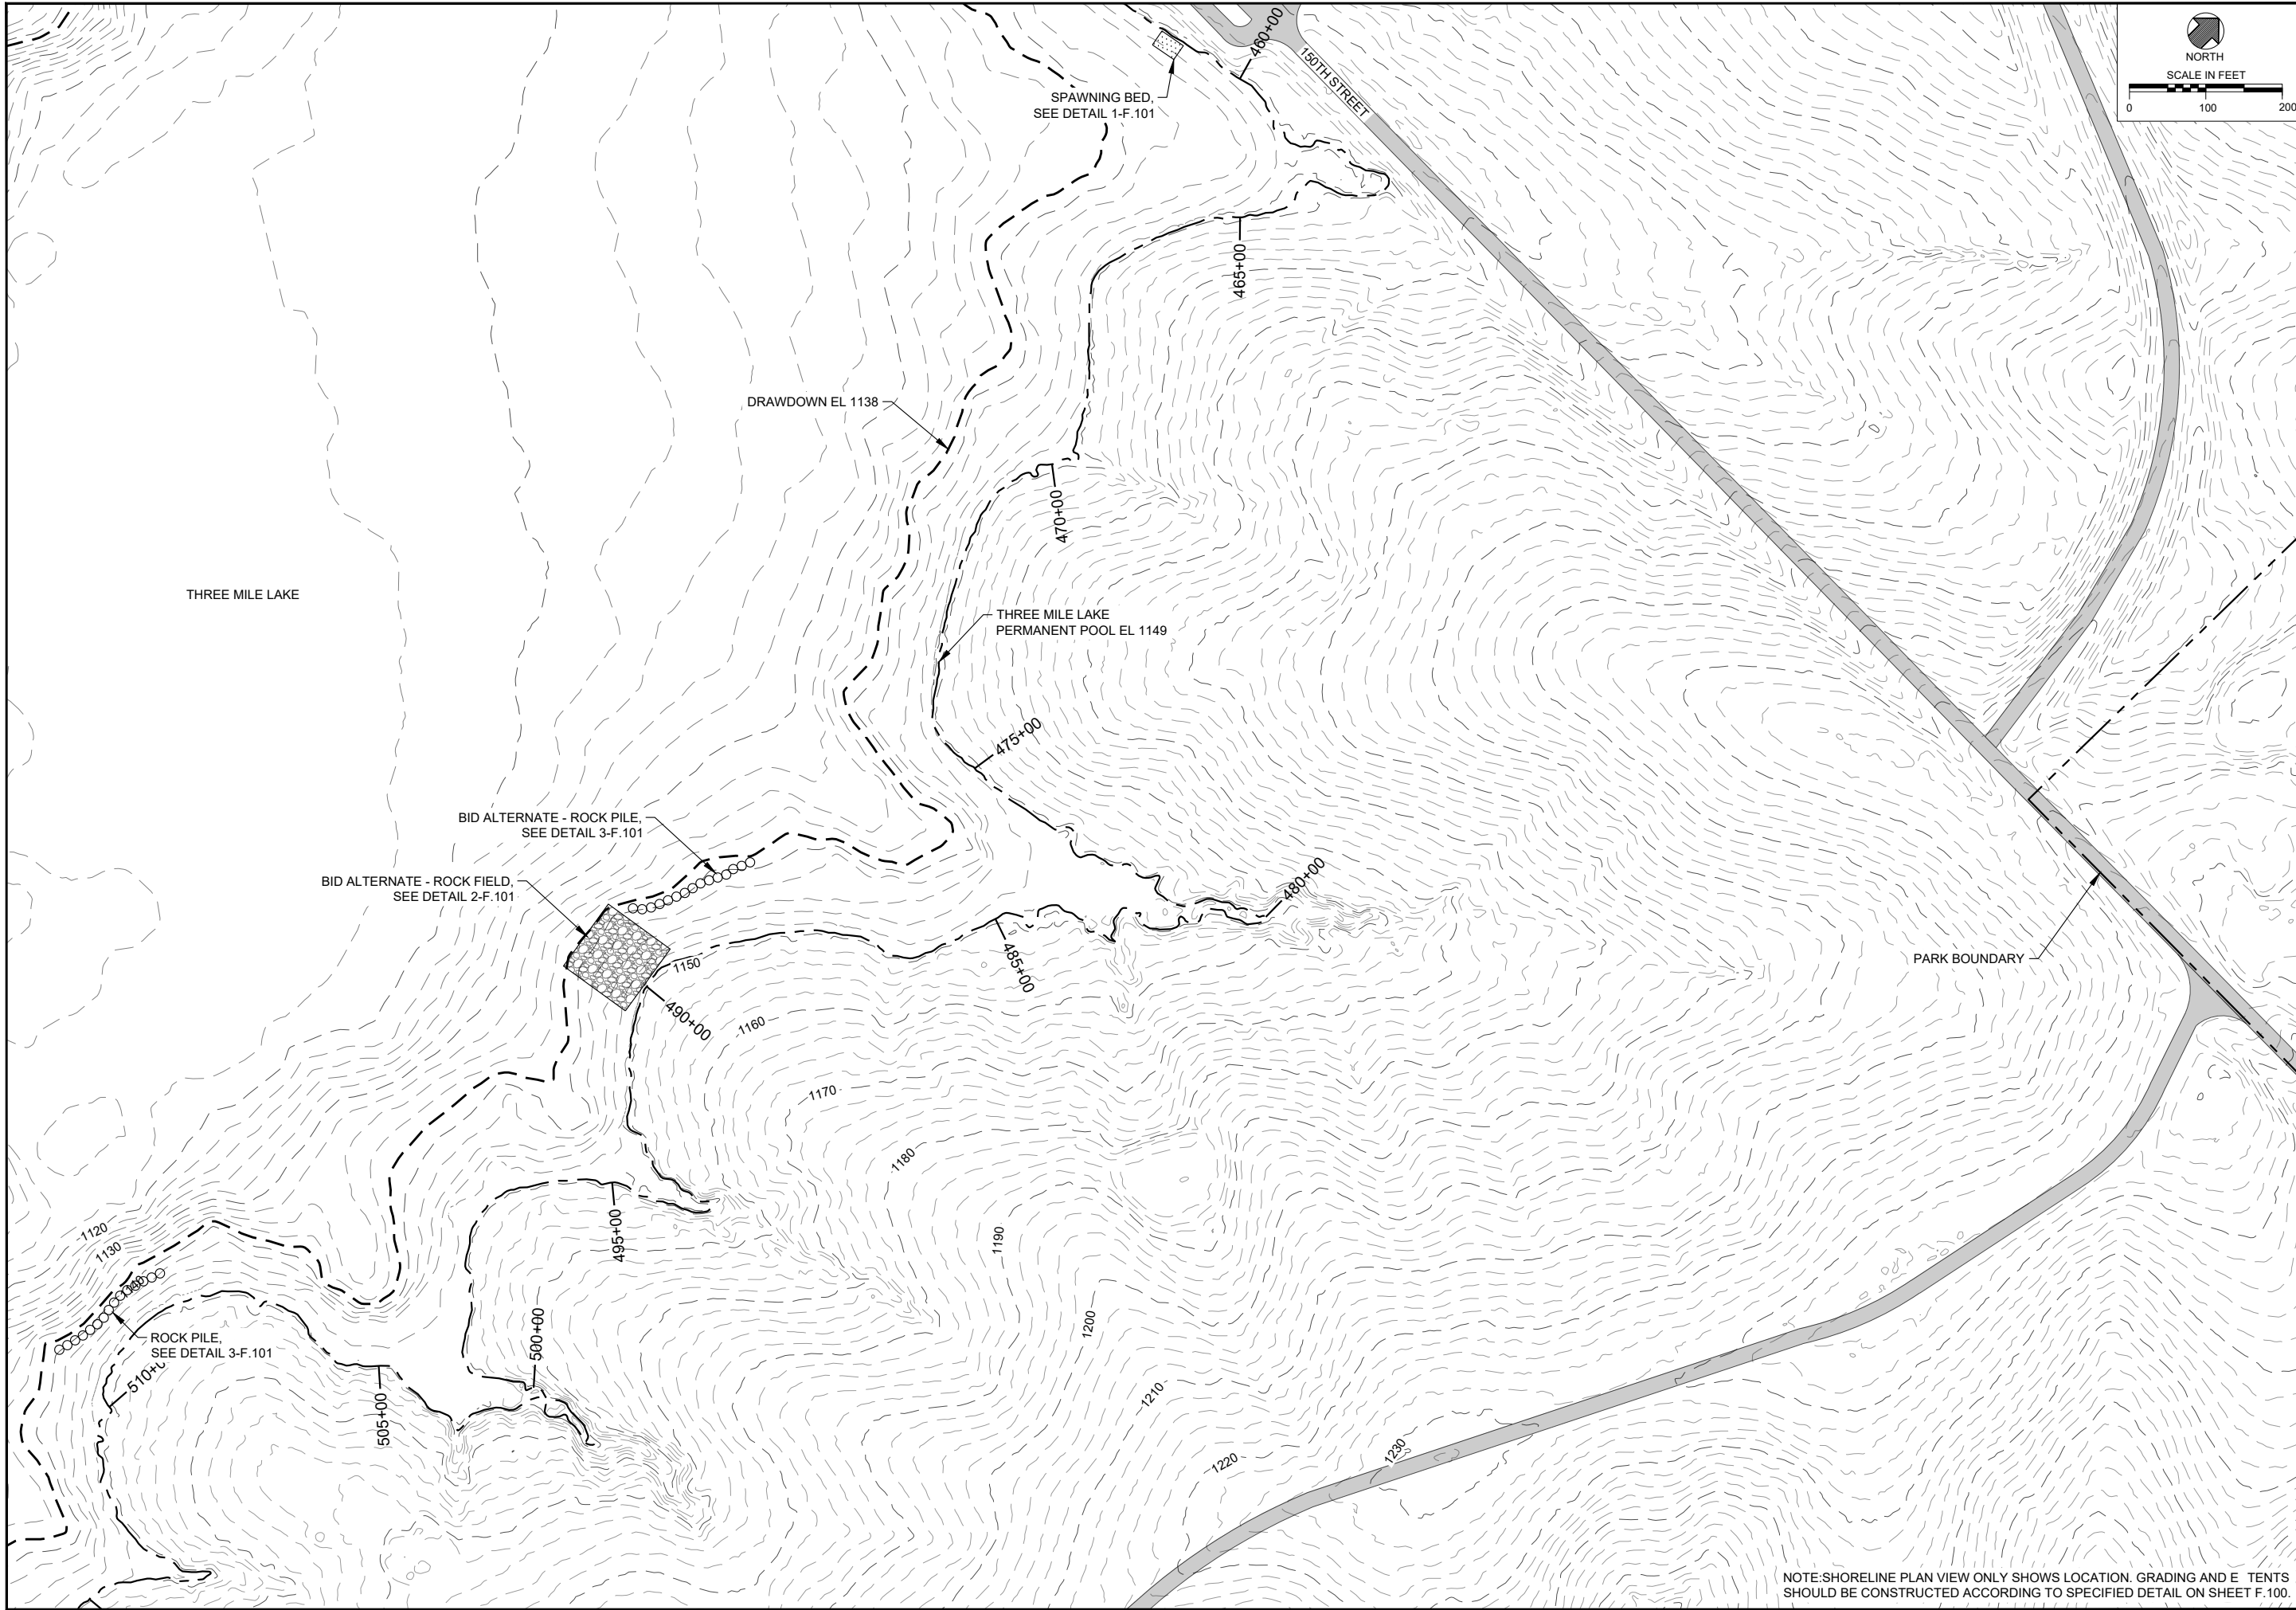 NORTH
SCALE IN FEET
0 100 200
460+00
150TH STREET
SPAWNING BED,
SEE DETAIL 1-F.101
465+00
DRAWDOWN EL 1138
470+00
THREE MILE LAKE
THREE MILE LAKE
PERMANENT POOL EL 1149
475+00
BID ALTERNATE - ROCK PILE,
SEE DETAIL 3-F.101
BID ALTERNATE - ROCK FIELD,
SEE DETAIL 2-F.101
480+00
485+00
PARK BOUNDARY
1150
490+00
1160
1170
1180
495+00
1190
1120
1130
1140
ROCK PILE,
SEE DETAIL 3-F.101
500+00
1200
510+0
505+00
1210
1220
1230
NOTE:SHORELINE PLAN VIEW ONLY SHOWS LOCATION. GRADING AND E TENTS
SHOULD BE CONSTRUCTED ACCORDING TO SPECIFIED DETAIL ON SHEET F.100.